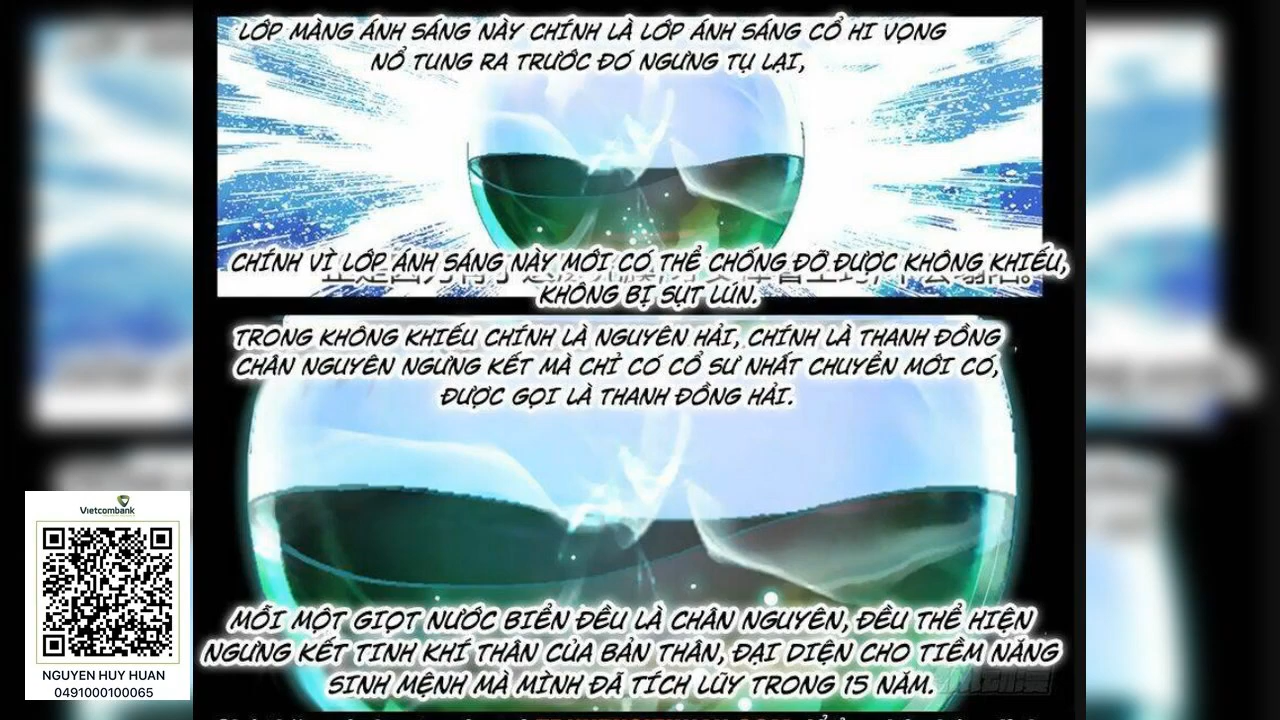 LỚP MÀNG ÁNH SÁNG NÀY CHÍNH LÀ LỚP ÁNH SÁNG CỔ HI VỌNG
NỔ TUNG RA TRƯỚC ĐÓ NGƯNG TỤ LẠI,
CHÍNH VÌ LỚP ÁNH SÁNG NÀY MỚI CÓ THỂ CHỐNG ĐỠ ĐƯỢC KHÔNG KHIẾU,
KHÔNG BỊ SỤT LÚN.
TRONG KHÔNG KHIẾU CHÍNH LÀ NGUYÊN HẢI, CHÍNH LÀ THANH ĐỒNG
CHÂN NGUYÊN NGƯNG KẾT MÀ CHỈ CÓ CỔ SƯ NHẤT CHUYỂN MỚI CÓ,
ĐƯỢC GỌI LÀ THANH ĐỒNG HẢI.
MỖI MỘT GIỌT NƯỚC BIỂN ĐỀU LÀ CHÂN NGUYÊN, ĐỀU THỂ HIỆN
NGƯNG KẾT TINH KHÍ THẦN CỦA BẢN THÂN, ĐẠI DIỆN CHO TIỀM NĂNG
SINH MỆNH MÀ MÌNH ĐÃ TÍCH LŨY TRONG 15 NĂM.
Vietcombank
NGUYEN HUY HUAN
0491000100065